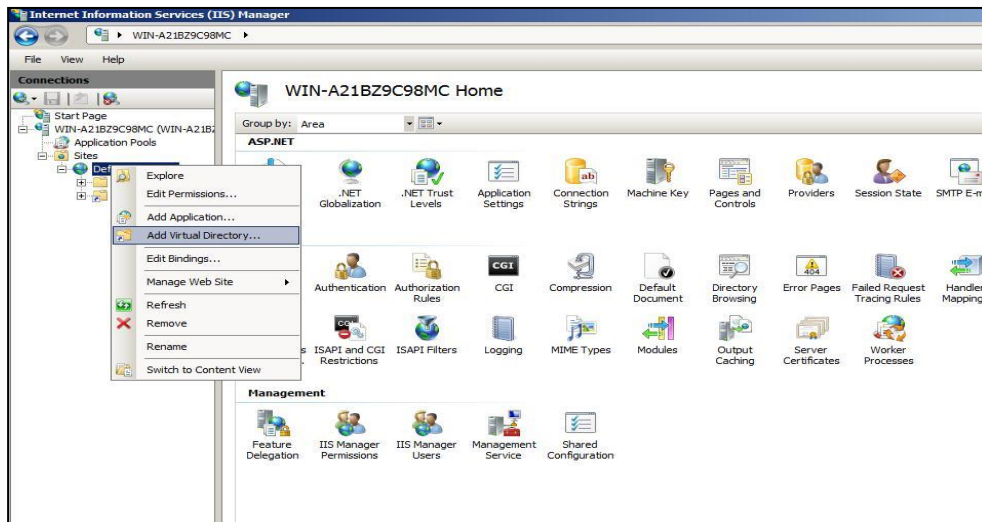 Internet Information Services (IIS) Manager
WIN-A21BZ9C98MC
File View Help
Connections
Start Page
WIN-A21BZ9C98MC (WIN-A21BZ
Application Pools
Sites
Def
Explore
Edit Permissions...
Add Application...
Add Virtual Directory...
Edit Bindings...
Manage Web Site
Refresh
Remove
Rename
Switch to Content View
WIN-A21BZ9C98MC Home
Group by: Area
ASP.NET
.NET Globalization
.NET Trust Levels
Application Settings
Connection Strings
Machine Key
Pages and Controls
Providers
Session State
SMTP E-m
Authentication
Authorization Rules
CGI
Compression
Default Document
Directory Browsing
Error Pages
Failed Request Tracing Rules
Handler Mapping
ISAPI and CGI Restrictions
ISAPI Filters
Logging
MIME Types
Modules
Output Caching
Server Certificates
Worker Processes
Management
Feature Delegation
IIS Manager Permissions
IIS Manager Users
Management Service
Shared Configuration